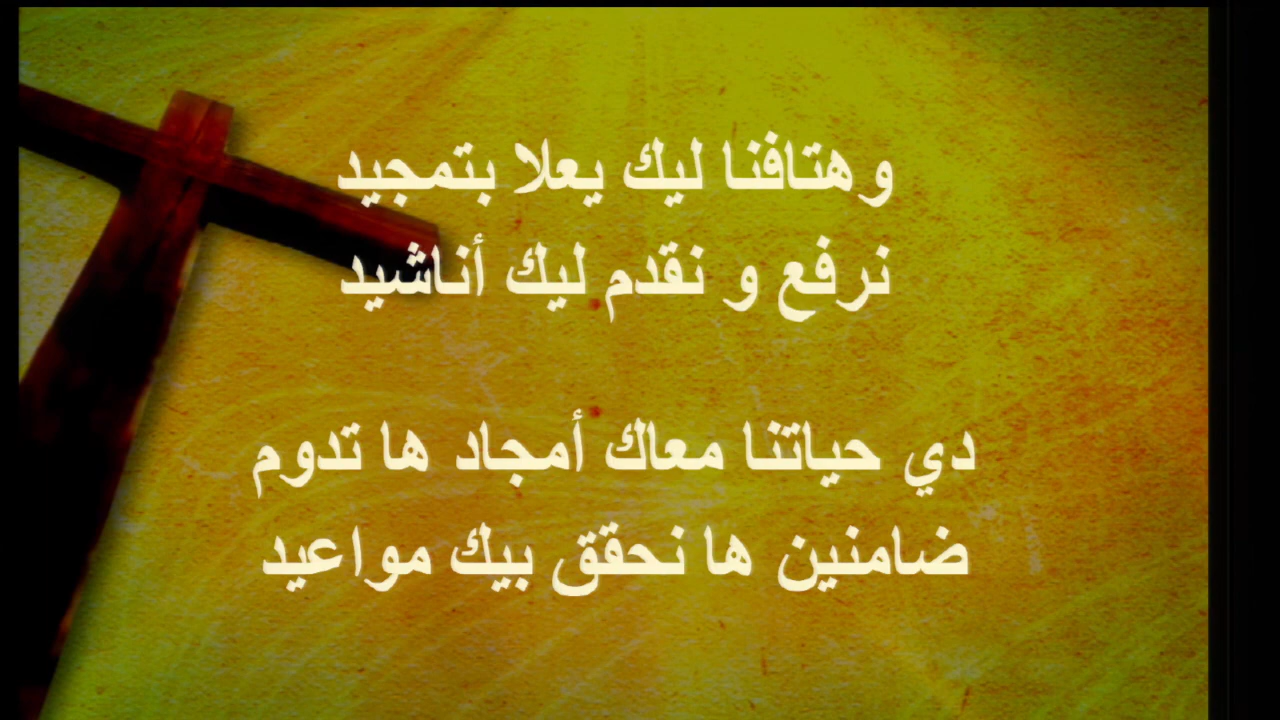 وهتافنا ليك يعلا بتمجيد
نرفع و نقدم ليك أناشيد
دي حياتنا معاك أمجاد ها تدوم
ضامنين ها نحقق بيك مواعيد